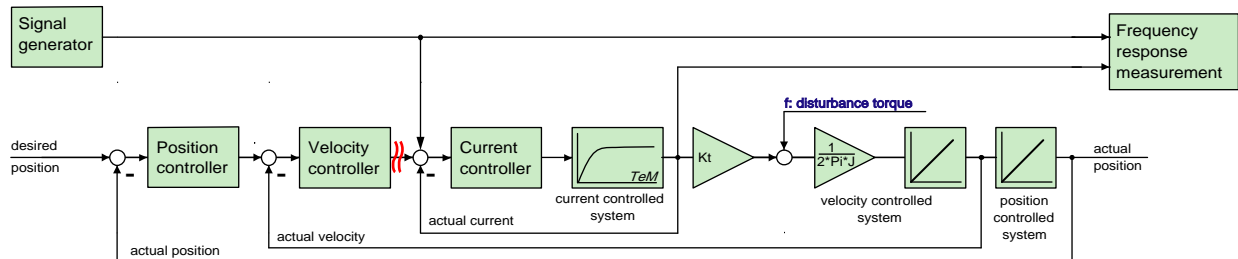 Signal
generator
Frequency
response
measurement
f: disturbance torque
desired
position
-
Position
controller
-
Velocity
controller
-
Current
controller
TeM
current controlled
system
Kt
1
2*Pi*J
velocity controlled
system
position
controlled
system
actual
position
actual current
actual velocity
actual position